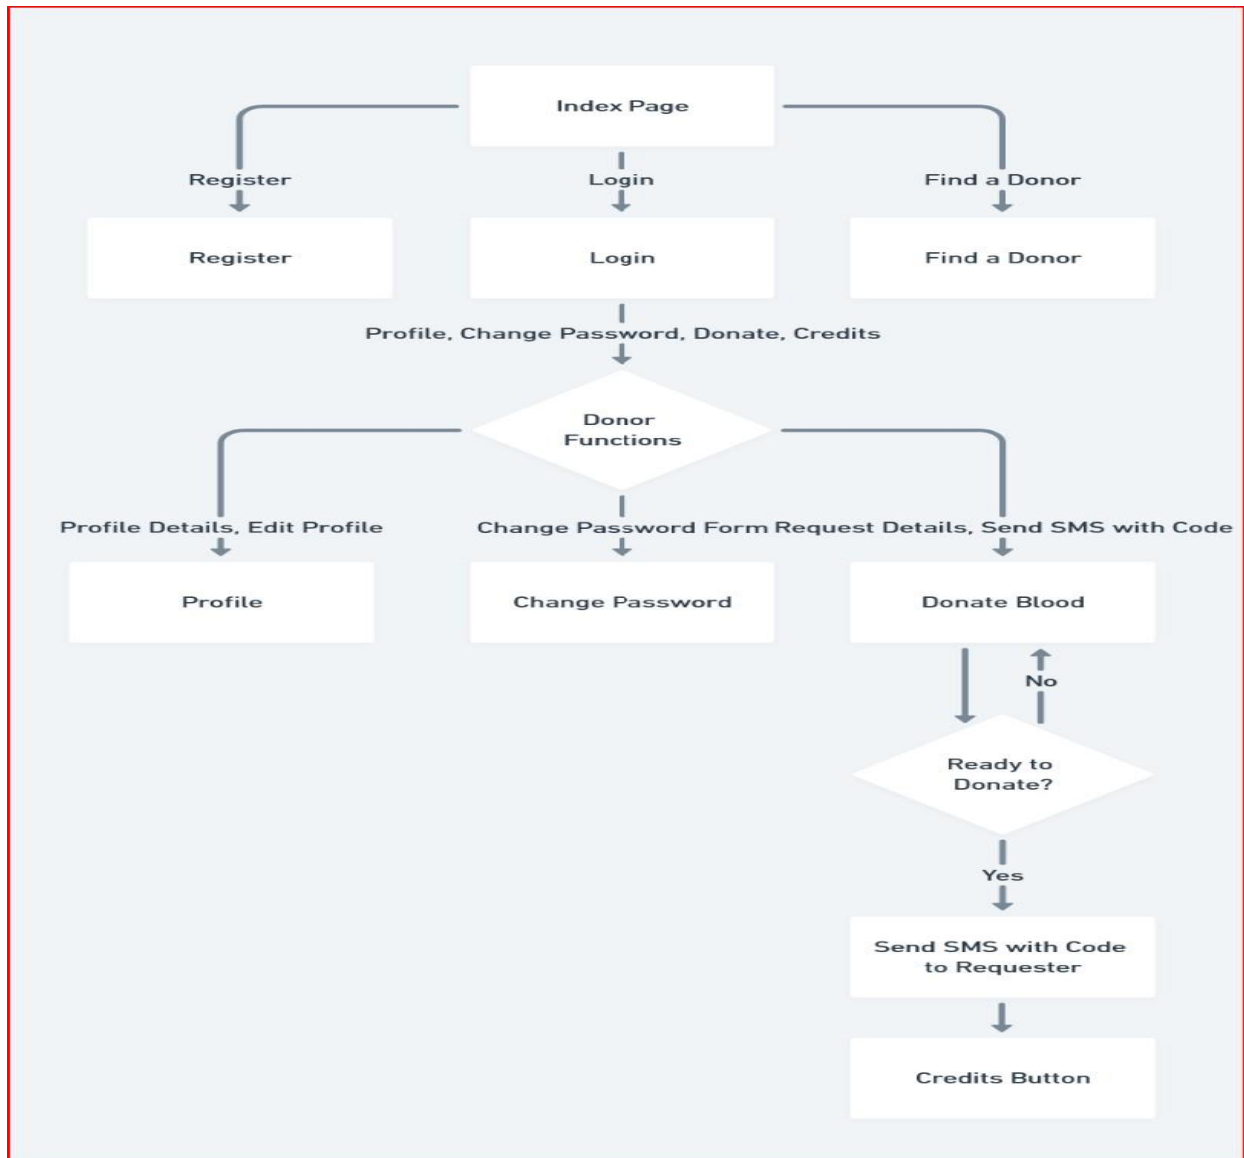 Index Page
Register
Login
Find a Donor
Register
Login
Find a Donor
Profile, Change Password, Donate, Credits
Donor
Functions
Profile Details, Edit Profile
Change Password Form
Request Details, Send SMS with Code
Profile
Change Password
Donate Blood
No
Ready to
Donate?
Yes
Send SMS with Code
to Requester
Credits Button